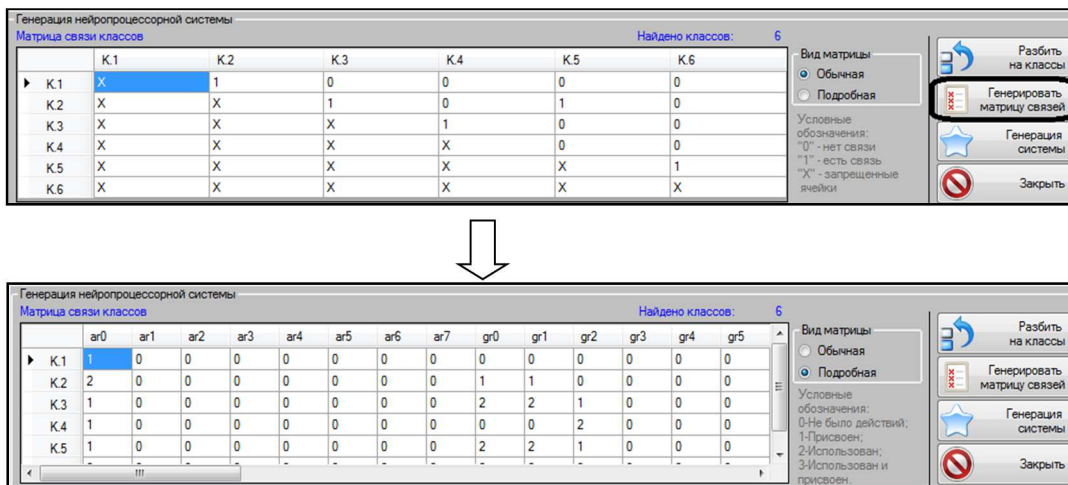 Генерация нейропроцессорной системы
Матрица связи классов Найдено классов: 6
К.1 К.2 К.3 К.4 К.5 К.6
К.1 X 1 0 0 0 0
К.2 X X 1 0 1 0
К.3 X X X 1 0 0
К.4 X X X X 0 0
К.5 X X X X X 1
К.6 X X X X X X
Вид матрицы
Обычная
Подробная
Условные
обозначения:
"0" - нет связи
"1" - есть связь
"X" - запрещенные
ячейки
Разбить
на классы
Генерировать
матрицу связей
Генерация
системы
Закрыть
Генерация нейропроцессорной системы
Матрица связи классов Найдено классов: 6
ar0 ar1 ar2 ar3 ar4 ar5 ar6 ar7 gr0 gr1 gr2 gr3 gr4 gr5
К.1 1 0 0 0 0 0 0 0 0 0 0 0 0 0
К.2 2 0 0 0 0 0 0 0 1 1 0 0 0 0
К.3 1 0 0 0 0 0 0 0 2 2 1 0 0 0
К.4 1 0 0 0 0 0 0 0 0 0 2 0 0 0
К.5 1 0 0 0 0 0 0 0 2 2 1 0 0 0
Вид матрицы
Обычная
Подробная
Условные
обозначения:
0-Не было действий;
1-Присвоен;
2-Использован;
3-Использован и
присвоен.
Разбить
на классы
Генерировать
матрицу связей
Генерация
системы
Закрыть